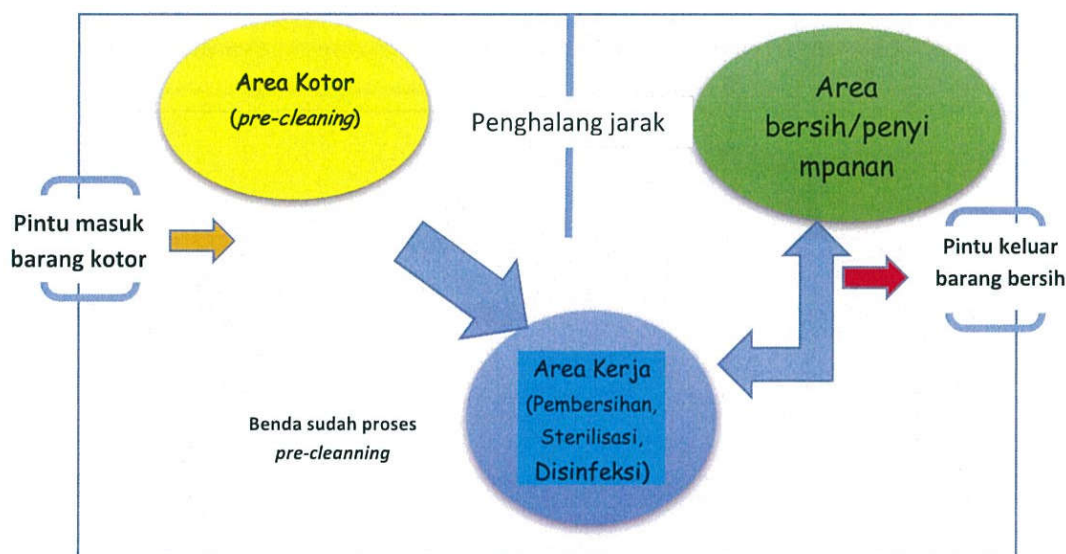 Area Kotor
(pre-cleaning)
Penghalang jarak
Area
bersih/penyi
mpanan
Pintu masuk
barang kotor
Pintu keluar
barang bersih
Area Kerja
(Pembersihan,
Sterilisasi,
Disinfeksi)
Benda sudah proses
pre-cleanning